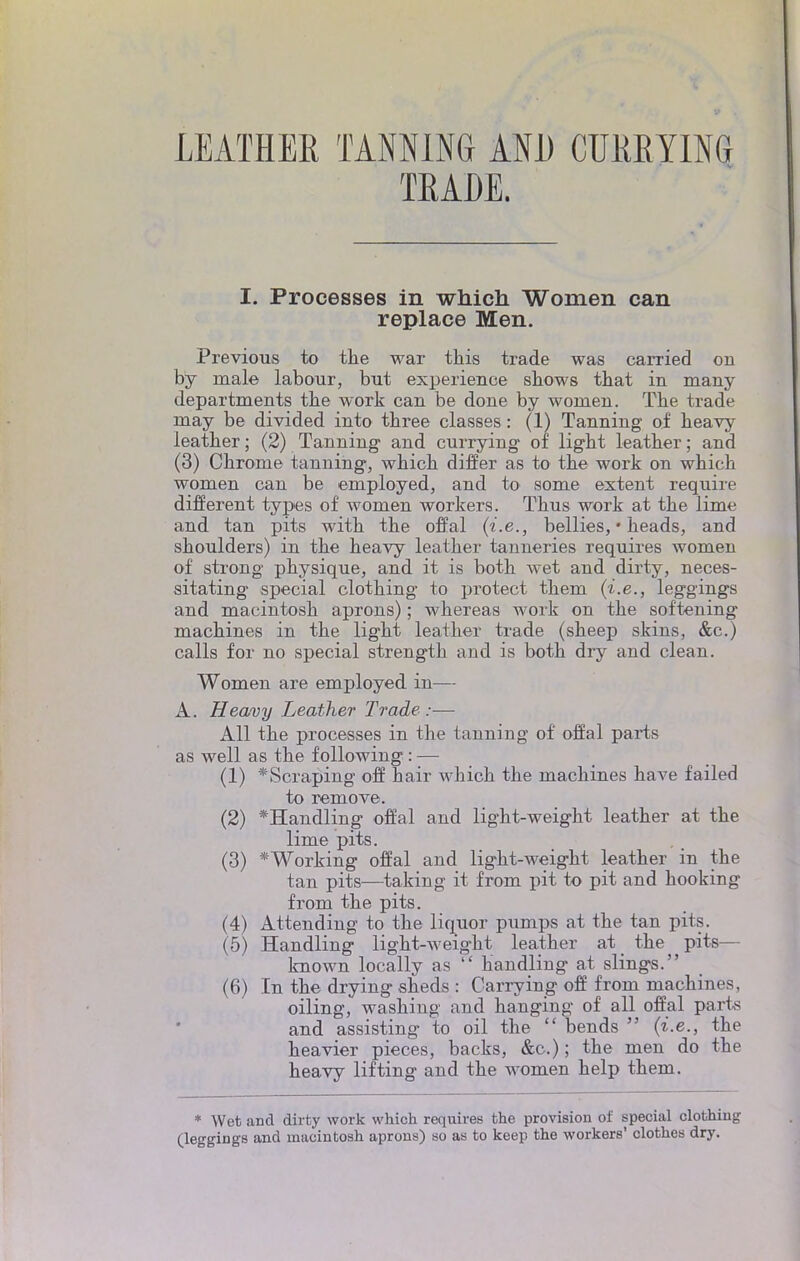 LEATHER TANNING AND CURRYING
TRADE.
I. Processes in which Women can
replace Men.
Previous to the war this trade was carried on
by male labour, but experience shows that in many
departments the work can be done by women. The trade
may be divided into three classes: (1) Tanning of heavy
leather; (2) Tanning and currying of light leather; and
(3) Chrome tanning, which differ as to the work on which
women can be employed, and to some extent require
different types of women workers. Thus work at the lime
and tan pits with the offal (i.e., bellies, heads, and
shoulders) in the heavy leather tanneries requires women
of strong physique, and it is both wet and dirty, neces-
sitating special clothing to protect them (i.e., leggings
and macintosh aprons); whereas work on the softening
machines in the light leather trade (sheep skins, &c.)
calls for no special strength and is both dry and clean.
Women are employed in—
A. Heavy Leather Trade:—
All the processes in the tanning of offal parts
as well as the following:—
(1) *Scraping off hair which the machines have failed
to remove.
(2) *Handling offal and light-weight leather at the
lime pits.
(3) *Working offal and light-weight leather in the
tan pits—taking it from pit to pit and hooking
from the pits.
(4) Attending to the liquor pumps at the tan pits.
(5) Handling light-weight leather at the pits—
known locally as "handling at slings."
(6) In the drying sheds: Carrying off from machines,
oiling, washing and hanging of all offal parts
and assisting to oil the "bends" (i.e., the
heavier pieces, backs, &c.); the men do the
heavy lifting and the women help them.
* Wet and dirty work which requires the provision of special clothing
(leggings and macintosh aprons) so as to keep the workers' clothes dry.